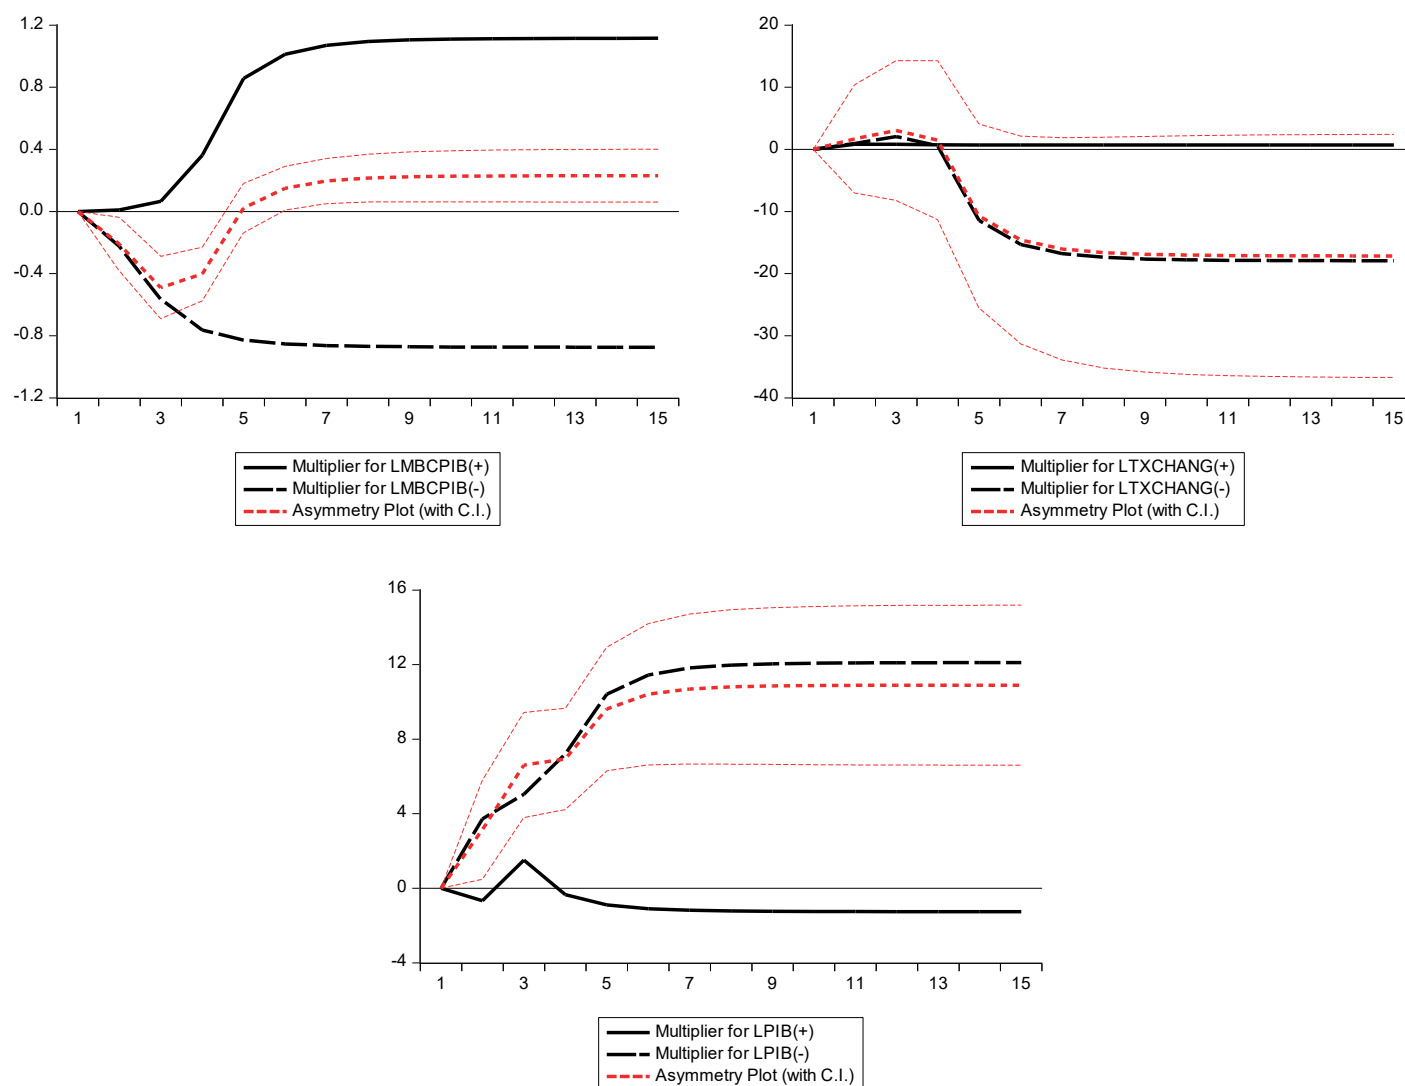 1.2
0.8
0.4
0.0
-0.4
-0.8
-1.2
1 3 5 7 9 11 13 15
Multiplier for LMBCPIB(+)
Multiplier for LMBCPIB(-)
Asymmetry Plot (with C.I.)
20
10
0
-10
-20
-30
-40
1 3 5 7 9 11 13 15
Multiplier for LTXCHANG(+)
Multiplier for LTXCHANG(-)
Asymmetry Plot (with C.I.)
16
12
8
4
0
-4
1 3 5 7 9 11 13 15
Multiplier for LPIB(+)
Multiplier for LPIB(-)
Asymmetry Plot (with C.I.)